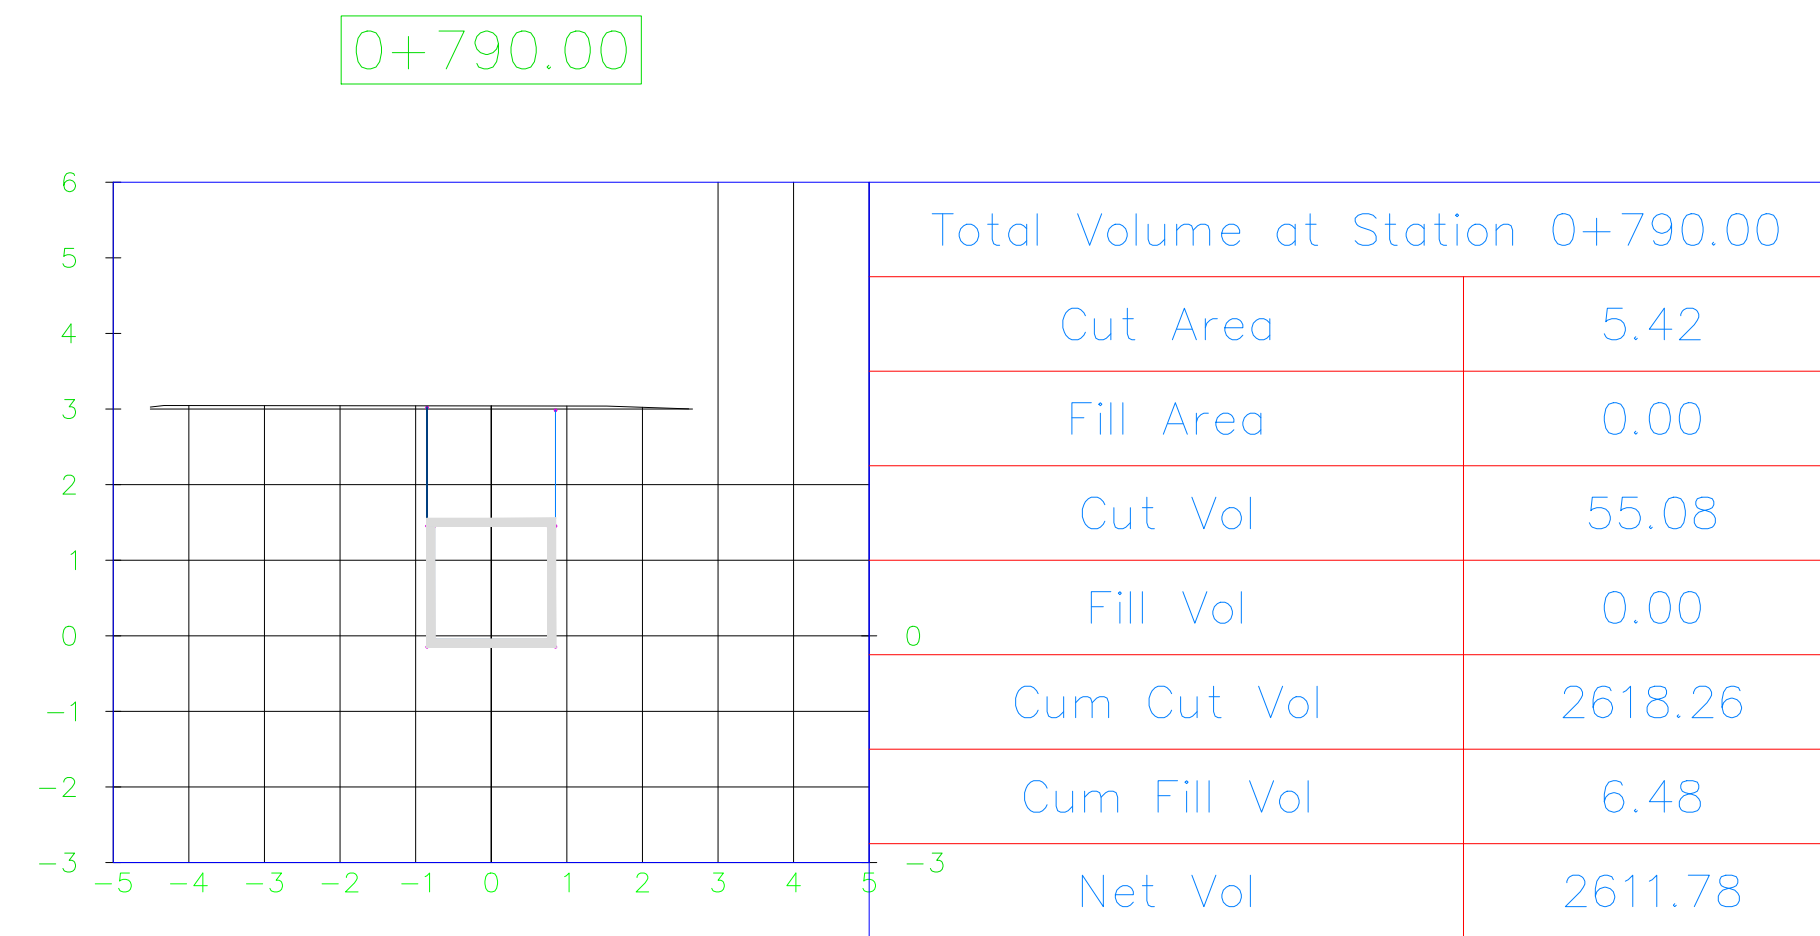 0+790.00
6
5
4
3
2
1
0 0
-1
-2
-3 -3
-5 -4 -3 -2 -1 0 1 2 3 4 5
Total Volume at Station 0+790.00
Cut Area 5.42
Fill Area 0.00
Cut Vol 55.08
Fill Vol 0.00
Cum Cut Vol 2618.26
Cum Fill Vol 6.48
Net Vol 2611.78